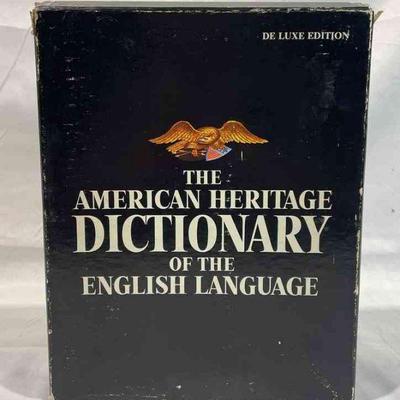 DE LUXE EDITION
THE
AMERICAN HERITAGE
DICTIONARY
OF THE
ENGLISH LANGUAGE